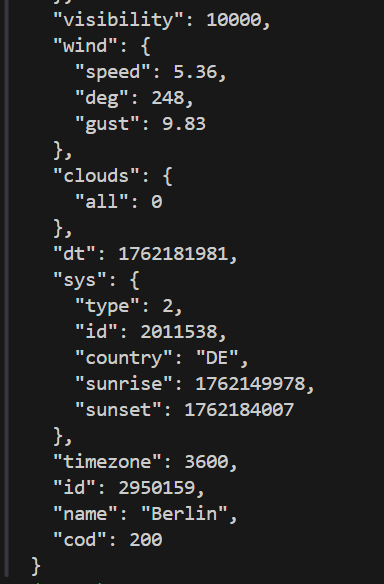 "visibility": 10000,
"wind": {
"speed": 5.36,
"deg": 248,
"gust": 9.83
},
"clouds": {
"all": 0
},
"dt": 1762181981,
"sys": {
"type": 2,
"id": 2011538,
"country": "DE",
"sunrise": 1762149978,
"sunset": 1762184007
},
"timezone": 3600,
"id": 2950159,
"name": "Berlin",
"cod": 200
}